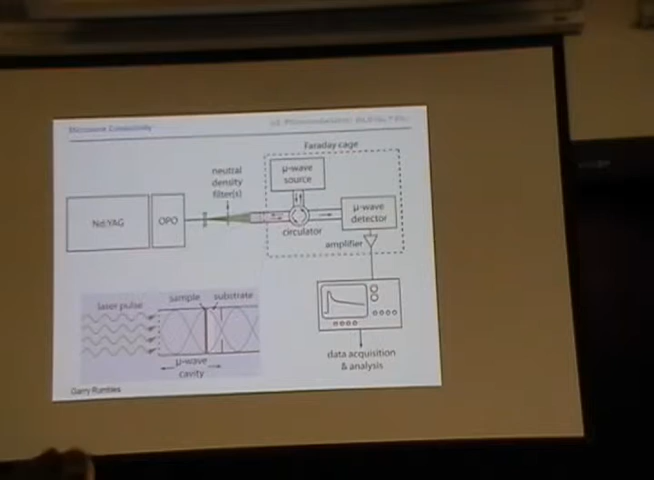 Microwave Conductivity
Faraday cage
neutral
density
filter(s)
μ-wave
source
Nd:YAG
OPO
μ-wave
detector
circulator
amplifier
laser pulse
sample
substrate
μ-wave
cavity
data acquisition
& analysis
Garry Rumbles